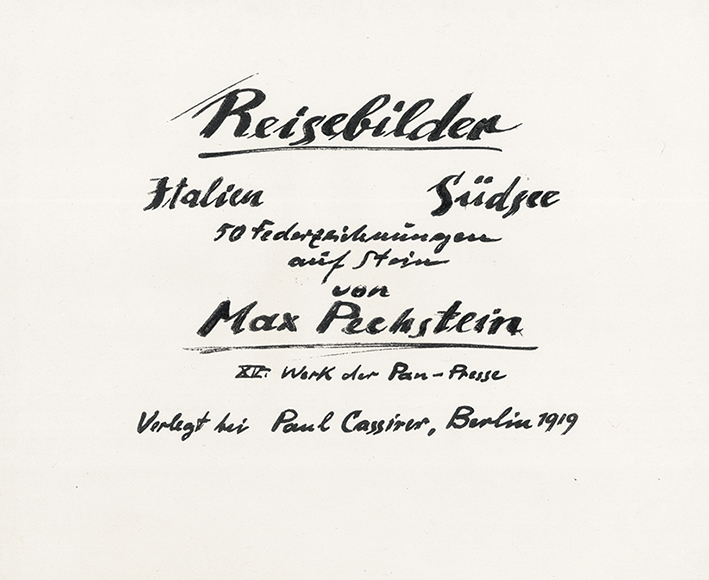 Reisebilder
Italien Südsee
50 Federzeichnungen
auf Stein
von
Max Pechstein
XV. Werk der Pan-Presse
Verlegt bei Paul Cassirer, Berlin 1919